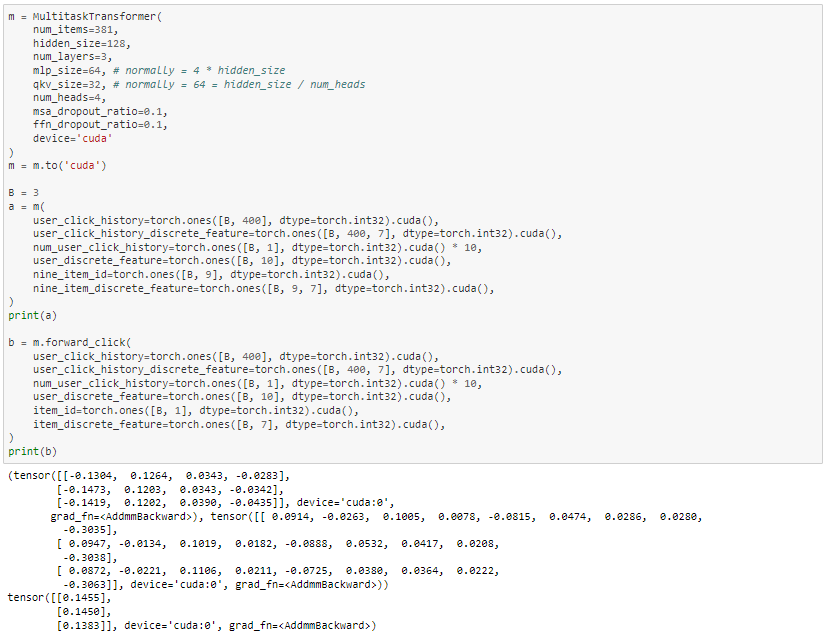 m = MultitaskTransformer(
    num_items=381,
    hidden_size=128,
    num_layers=3,
    mlp_size=64, # normally = 4 * hidden_size
    qkv_size=32, # normally = 64 = hidden_size / num_heads
    num_heads=4,
    msa_dropout_ratio=0.1,
    ffn_dropout_ratio=0.1,
    device='cuda'
)
m = m.to('cuda')

B = 3
a = m(
    user_click_history=torch.ones([B, 400], dtype=torch.int32).cuda(),
    user_click_history_discrete_feature=torch.ones([B, 400, 7], dtype=torch.int32).cuda(),
    num_user_click_history=torch.ones([B, 1], dtype=torch.int32).cuda() * 10,
    user_discrete_feature=torch.ones([B, 10], dtype=torch.int32).cuda(),
    nine_item_id=torch.ones([B, 9], dtype=torch.int32).cuda(),
    nine_item_discrete_feature=torch.ones([B, 9, 7], dtype=torch.int32).cuda(),
)
print(a)

b = m.forward_click(
    user_click_history=torch.ones([B, 400], dtype=torch.int32).cuda(),
    user_click_history_discrete_feature=torch.ones([B, 400, 7], dtype=torch.int32).cuda(),
    num_user_click_history=torch.ones([B, 1], dtype=torch.int32).cuda() * 10,
    user_discrete_feature=torch.ones([B, 10], dtype=torch.int32).cuda(),
    item_id=torch.ones([B, 1], dtype=torch.int32).cuda(),
    item_discrete_feature=torch.ones([B, 7], dtype=torch.int32).cuda(),
)
print(b)
(tensor([[-0.1304,  0.1264,  0.0343, -0.0283],
        [-0.1473,  0.1203,  0.0343, -0.0342],
        [-0.1419,  0.1202,  0.0390, -0.0435]], device='cuda:0',
       grad_fn=<AddmmBackward>), tensor([[ 0.0914, -0.0263,  0.1005,  0.0078, -0.0815,  0.0474,  0.0286,  0.0280,
         -0.3035],
        [ 0.0947, -0.0134,  0.1019,  0.0182, -0.0888,  0.0532,  0.0417,  0.0208,
         -0.3038],
        [ 0.0872, -0.0221,  0.1106,  0.0211, -0.0725,  0.0380,  0.0364,  0.0222,
         -0.3063]], device='cuda:0', grad_fn=<AddmmBackward>))
tensor([[0.1455],
        [0.1450],
        [0.1383]], device='cuda:0', grad_fn=<AddmmBackward>)